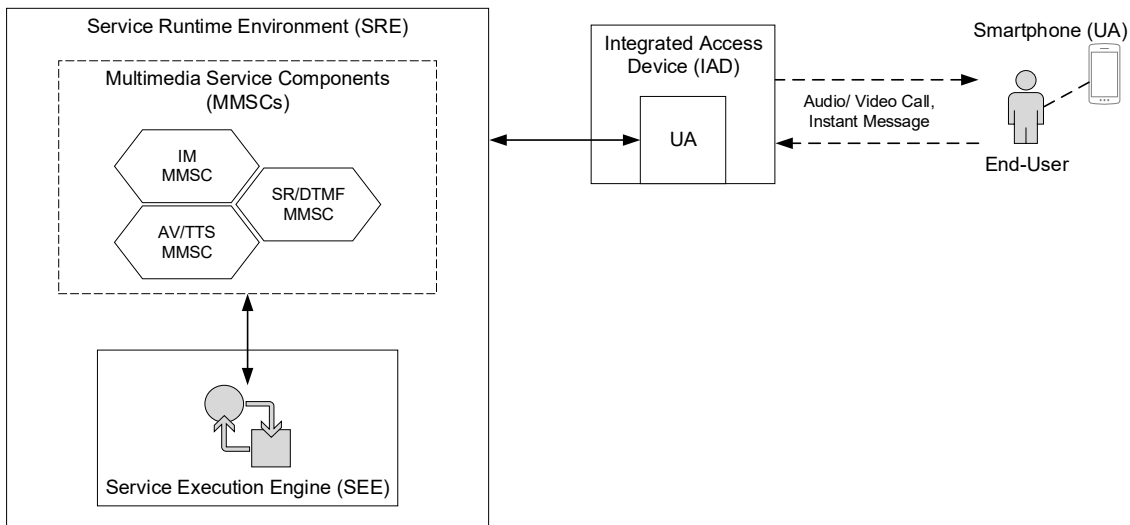 Service Runtime Environment (SRE)
Multimedia Service Components
(MMSCs)
IM
MMSC
SR/DTMF
MMSC
AV/TTS
MMSC
Service Execution Engine (SEE)
Integrated Access
Device (IAD)
UA
Audio/ Video Call,
Instant Message
Smartphone (UA)
End-User